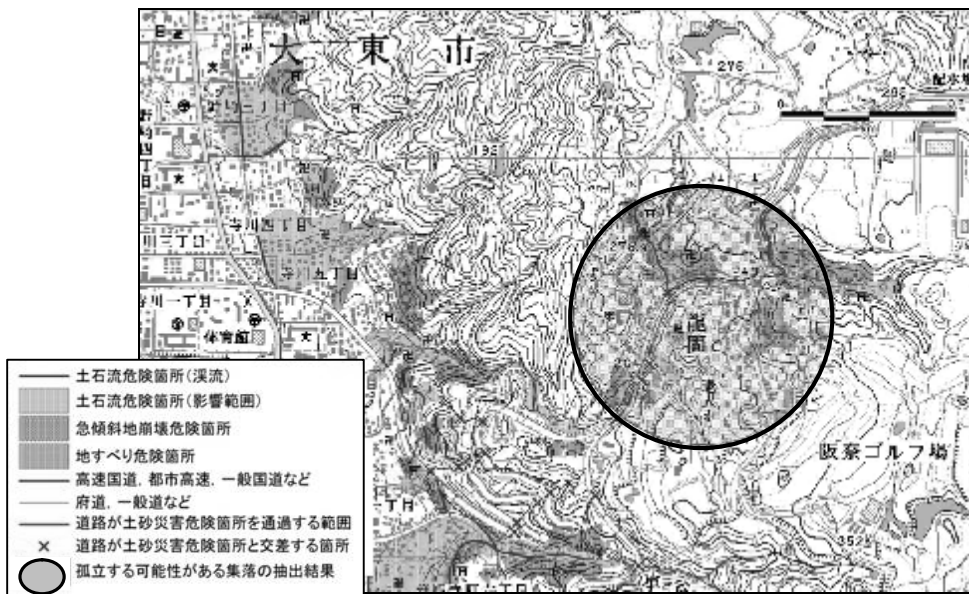 大東市
276
192
寺川四丁目
川三丁目
寺川一丁目
体育館
龍間
阪奈ゴルフ場
土石流危険箇所(渓流)
土石流危険箇所(影響範囲)
急傾斜地崩壊危険箇所
地すべり危険箇所
高速国道，都市高速，一般国道など
府道，一般道など
道路が土砂災害危険箇所を通過する範囲
道路が土砂災害危険箇所と交差する箇所
孤立する可能性がある集落の抽出結果